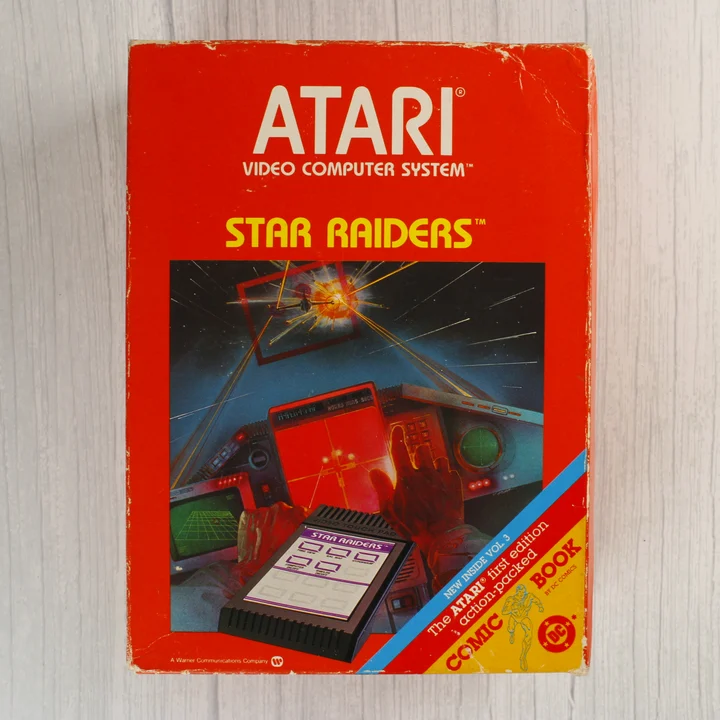 ATARI®
VIDEO COMPUTER SYSTEM™
STAR RAIDERS™
STAR RAIDERS™
NEW INSIDE VOL. 3
The ATARI® first edition
action-packed
COMIC BOOK
BY DC COMICS
DC
A Warner Communications Company